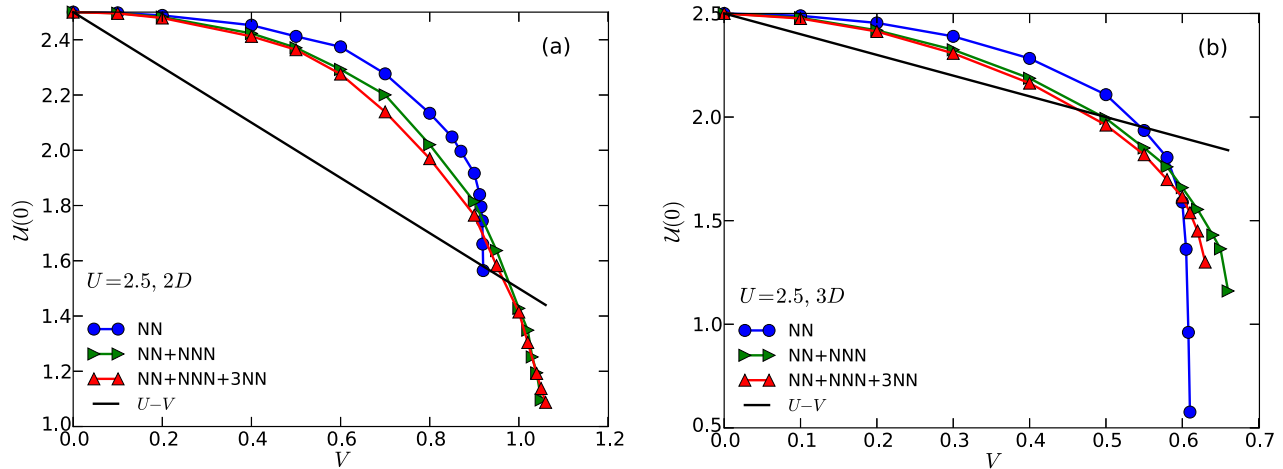 2.4
2.2
2.0
1.8
1.6
1.4
1.2
1.0
0.0 0.2 0.4 0.6 0.8 1.0 1.2
𝒰(0)
V
(a)
U=2.5, 2D
NN
NN+NNN
NN+NNN+3NN
U−V
2.5
2.0
1.5
1.0
0.5
0.0 0.1 0.2 0.3 0.4 0.5 0.6 0.7
𝒰(0)
V
(b)
U=2.5, 3D
NN
NN+NNN
NN+NNN+3NN
U−V